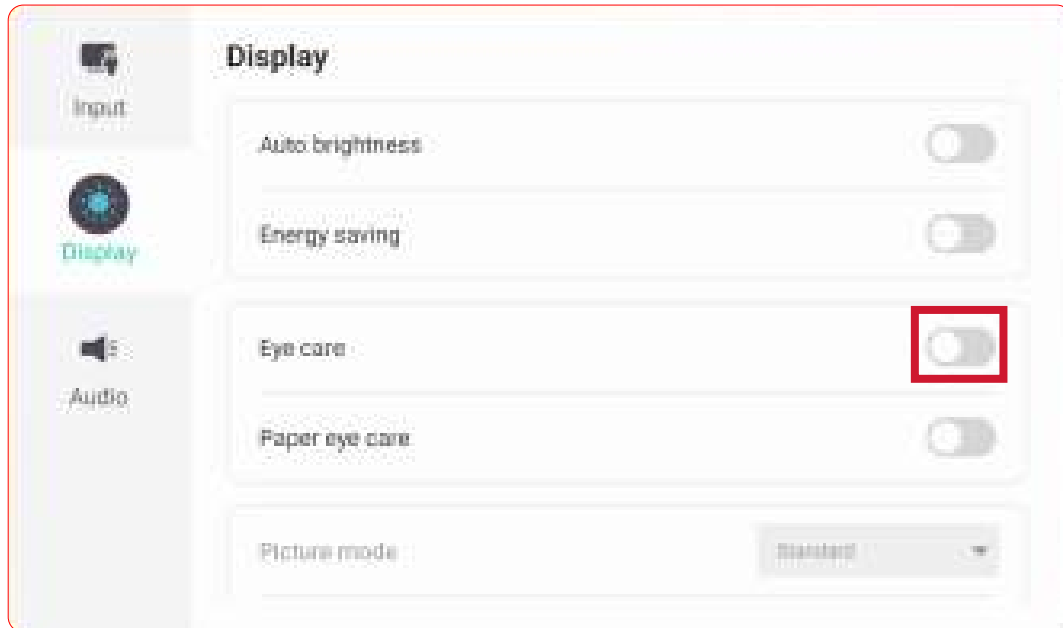 Input
Display
Audio
Display
Auto brightness
Energy saving
Eye care
Paper eye care
Picture mode
Standard